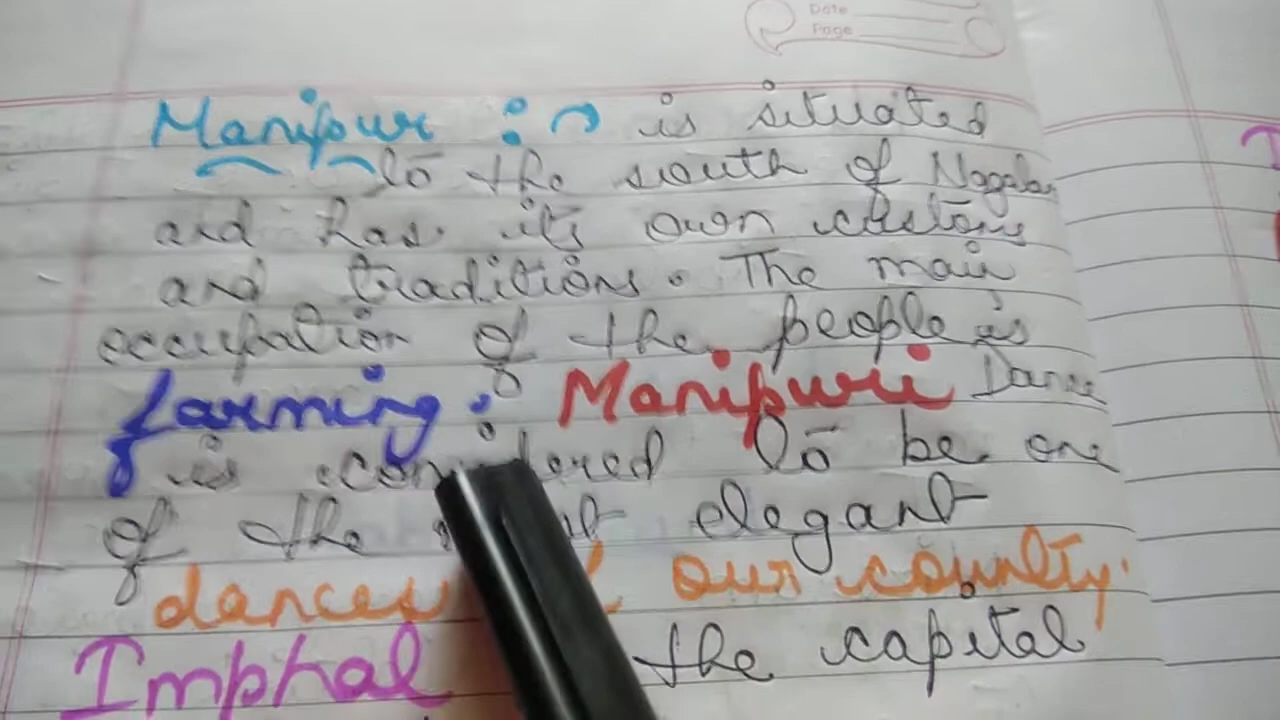 Date
Page
Manipur : is situated
to the south of Nagalan
and has its own customs
and traditions. The main
occupation of the people is
farming. Manipuri Dance
is considered to be one
of the elegant
dances our county.
Imphal the capital